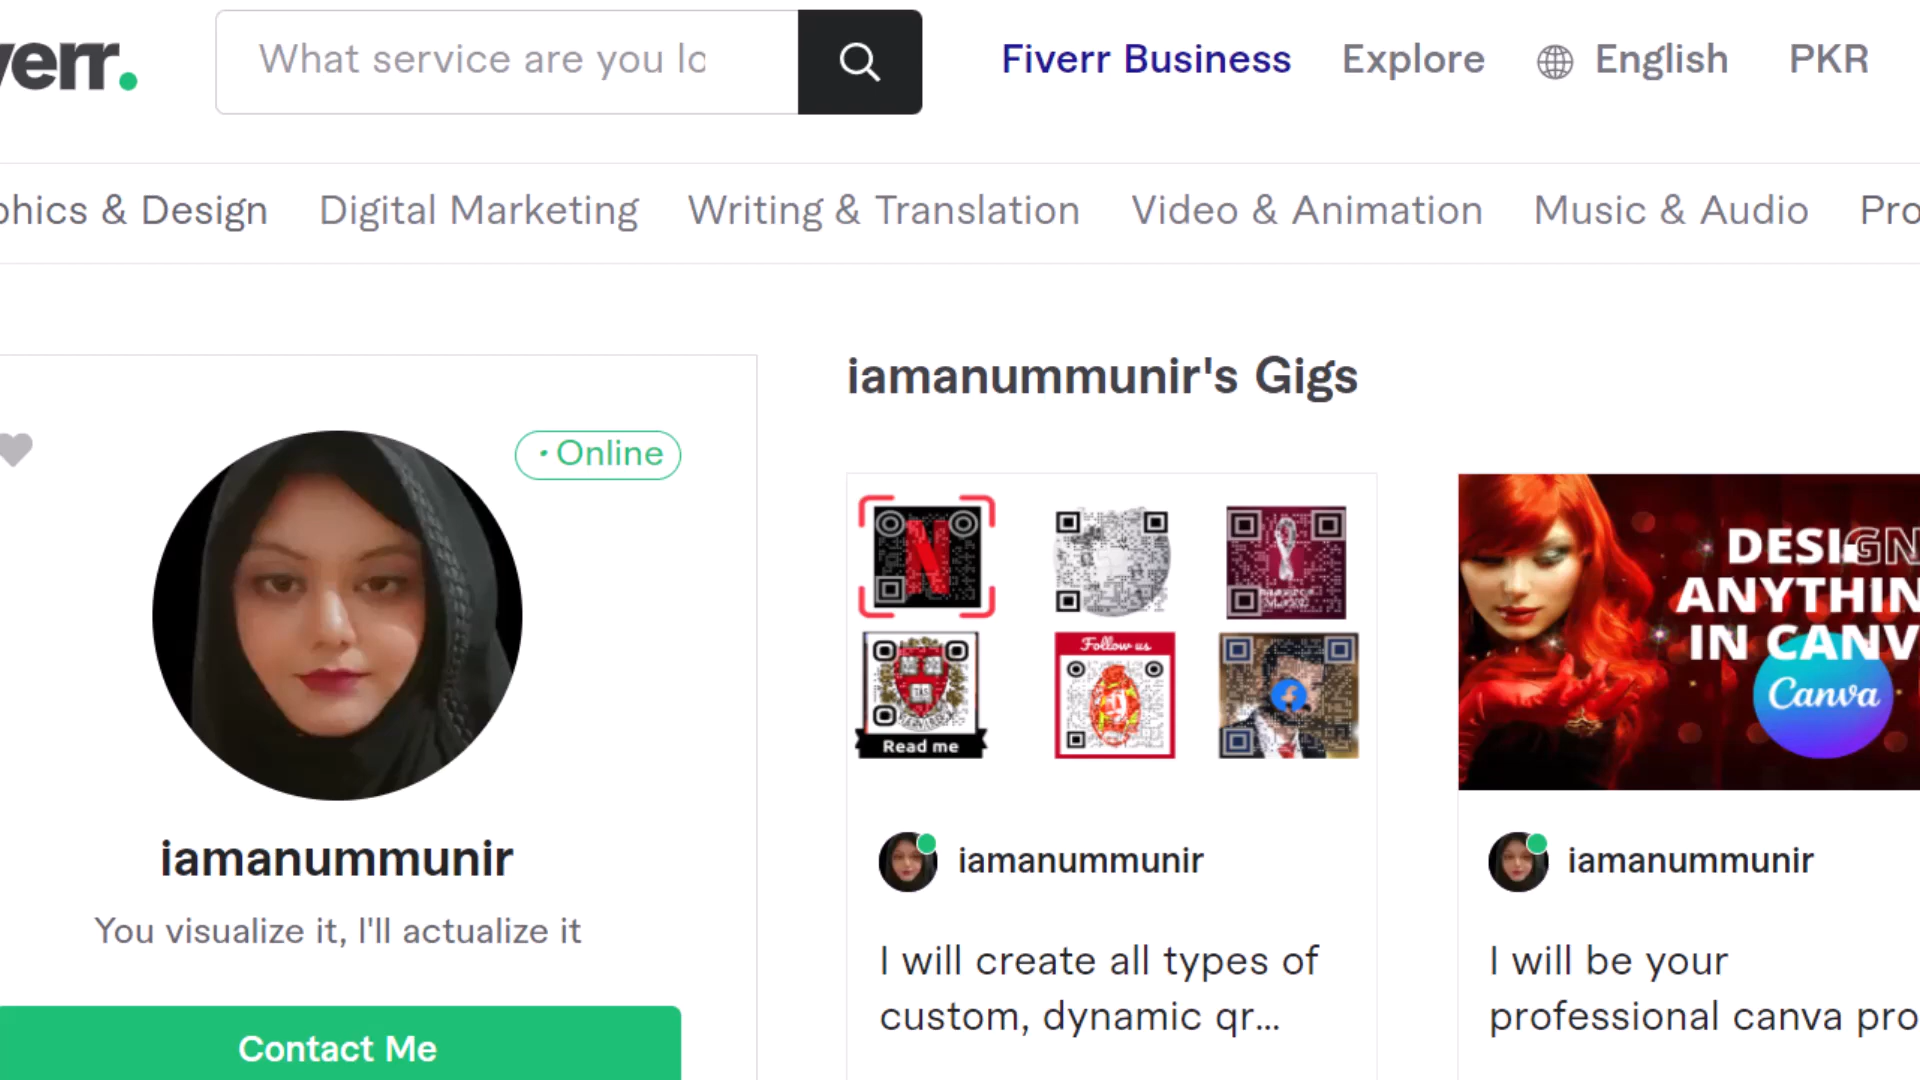 verr.
What service are you lo
Fiverr Business
Explore
English
PKR
phics & Design
Digital Marketing
Writing & Translation
Video & Animation
Music & Audio
Pro
Online
iamanummunir
You visualize it, I'll actualize it
Contact Me
iamanummunir's Gigs
N
Follow us
Read me
iamanummunir
I will create all types of
custom, dynamic qr...
DESIGN
ANYTHIN
IN CANV
Canva
iamanummunir
I will be your
professional canva pro